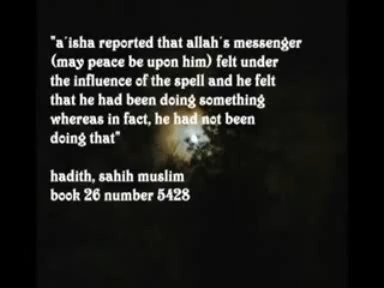 "a'isha reported that allah's messenger
(may peace be upon him) felt under
the influence of the spell and he felt
that he had been doing something
whereas in fact, he had not been
doing that"
hadith, sahih muslim
book 26 number 5428